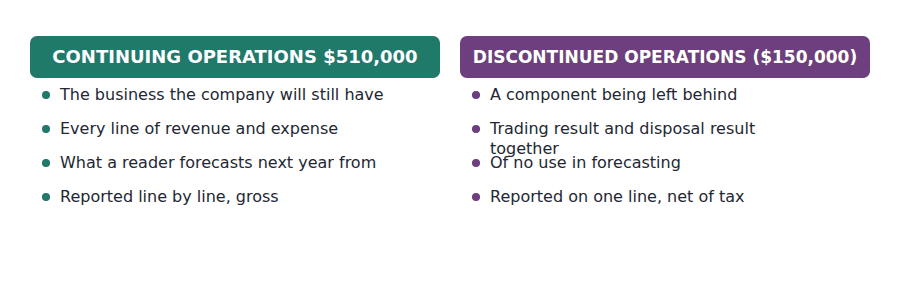 CONTINUING OPERATIONS $510,000
The business the company will still have
Every line of revenue and expense
What a reader forecasts next year from
Reported line by line, gross
DISCONTINUED OPERATIONS ($150,000)
A component being left behind
Trading result and disposal result
together
Of no use in forecasting
Reported on one line, net of tax